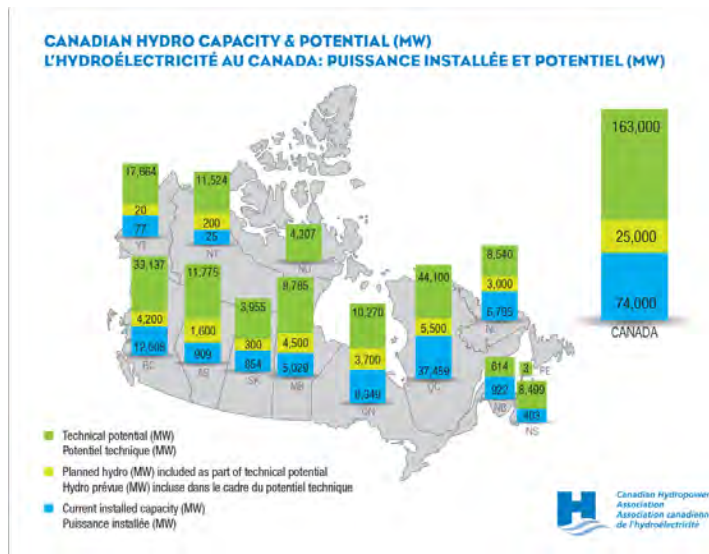 CANADIAN HYDRO CAPACITY & POTENTIAL (MW)
L'HYDROÉLECTRICITÉ AU CANADA: PUISSANCE INSTALLÉE ET POTENTIEL (MW)
163,000
25,000
74,000
CANADA
17,664
20
77
YT
11,524
200
25
NT
4,307
NU
33,137
4,200
BC
11,775
1,600
909
AB
3,955
300
854
SK
8,785
4,500
5,029
MB
10,270
3,700
ON
44,100
5,500
37,459
QC
8,540
3,000
6,795
NL
614
922
NB
3
PE
8,499
403
NS
Technical potential (MW)
Potentiel technique (MW)
Planned hydro (MW) included as part of technical potential
Hydro prévue (MW) incluse dans le cadre du potentiel technique
Current installed capacity (MW)
Puissance installée (MW)
Canadian Hydropower
Association
Association canadienne
de l'hydroélectricité